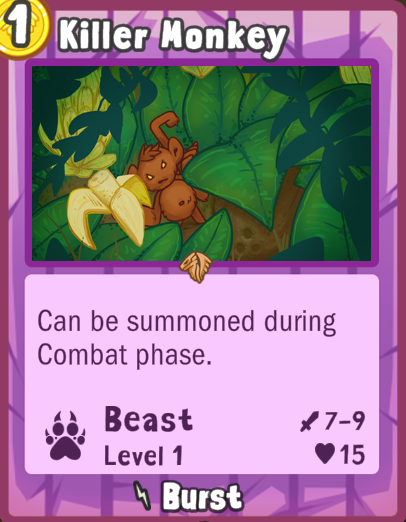 1 Killer Monkey
Can be summoned during
Combat phase.
Beast 7–9
Level 1 15
Burst